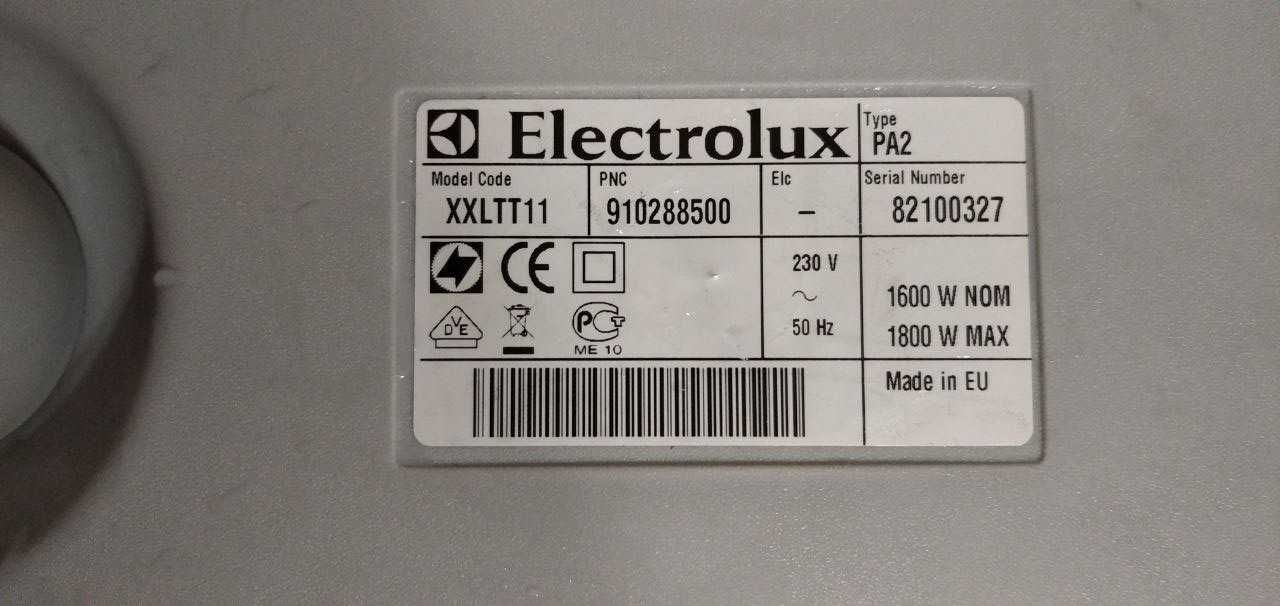 Electrolux
Type
PA2
Model Code
XXLTT11
PNC
910288500
Elc
–
Serial Number
82100327
CE
230 V
~
50 Hz
1600 W NOM
1800 W MAX
DVE
PCT
ME 10
Made in EU